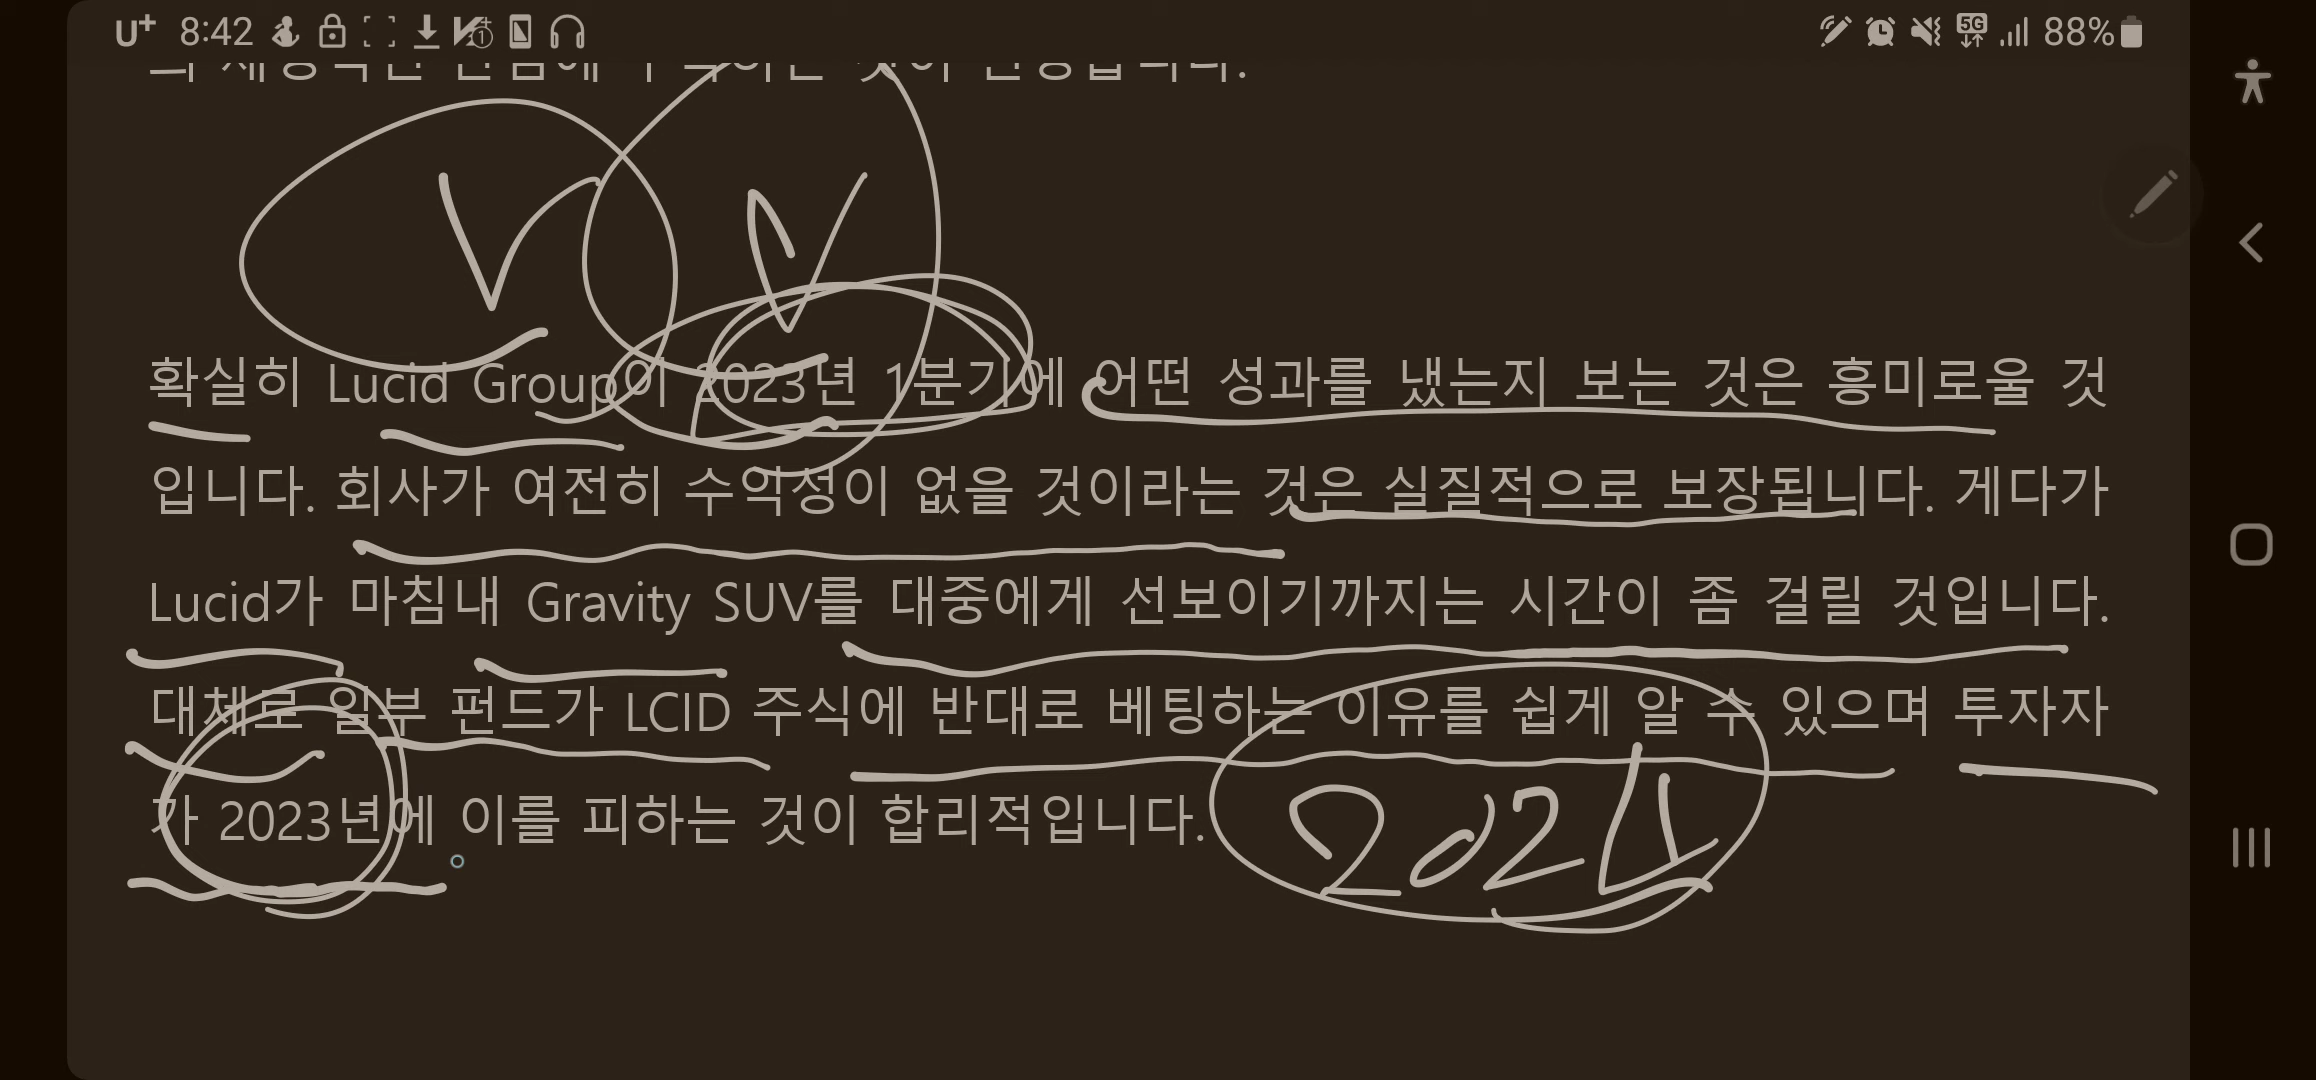 U+ 8:42 5G 88%
확실히 Lucid Group이 2023년 1분기에 어떤 성과를 냈는지 보는 것은 흥미로울 것
입니다. 회사가 여전히 수익성이 없을 것이라는 것은 실질적으로 보장됩니다. 게다가
Lucid가 마침내 Gravity SUV를 대중에게 선보이기까지는 시간이 좀 걸릴 것입니다.
대체로 일부 펀드가 LCID 주식에 반대로 베팅하는 이유를 쉽게 알 수 있으며 투자자
가 2023년에 이를 피하는 것이 합리적입니다.
2024